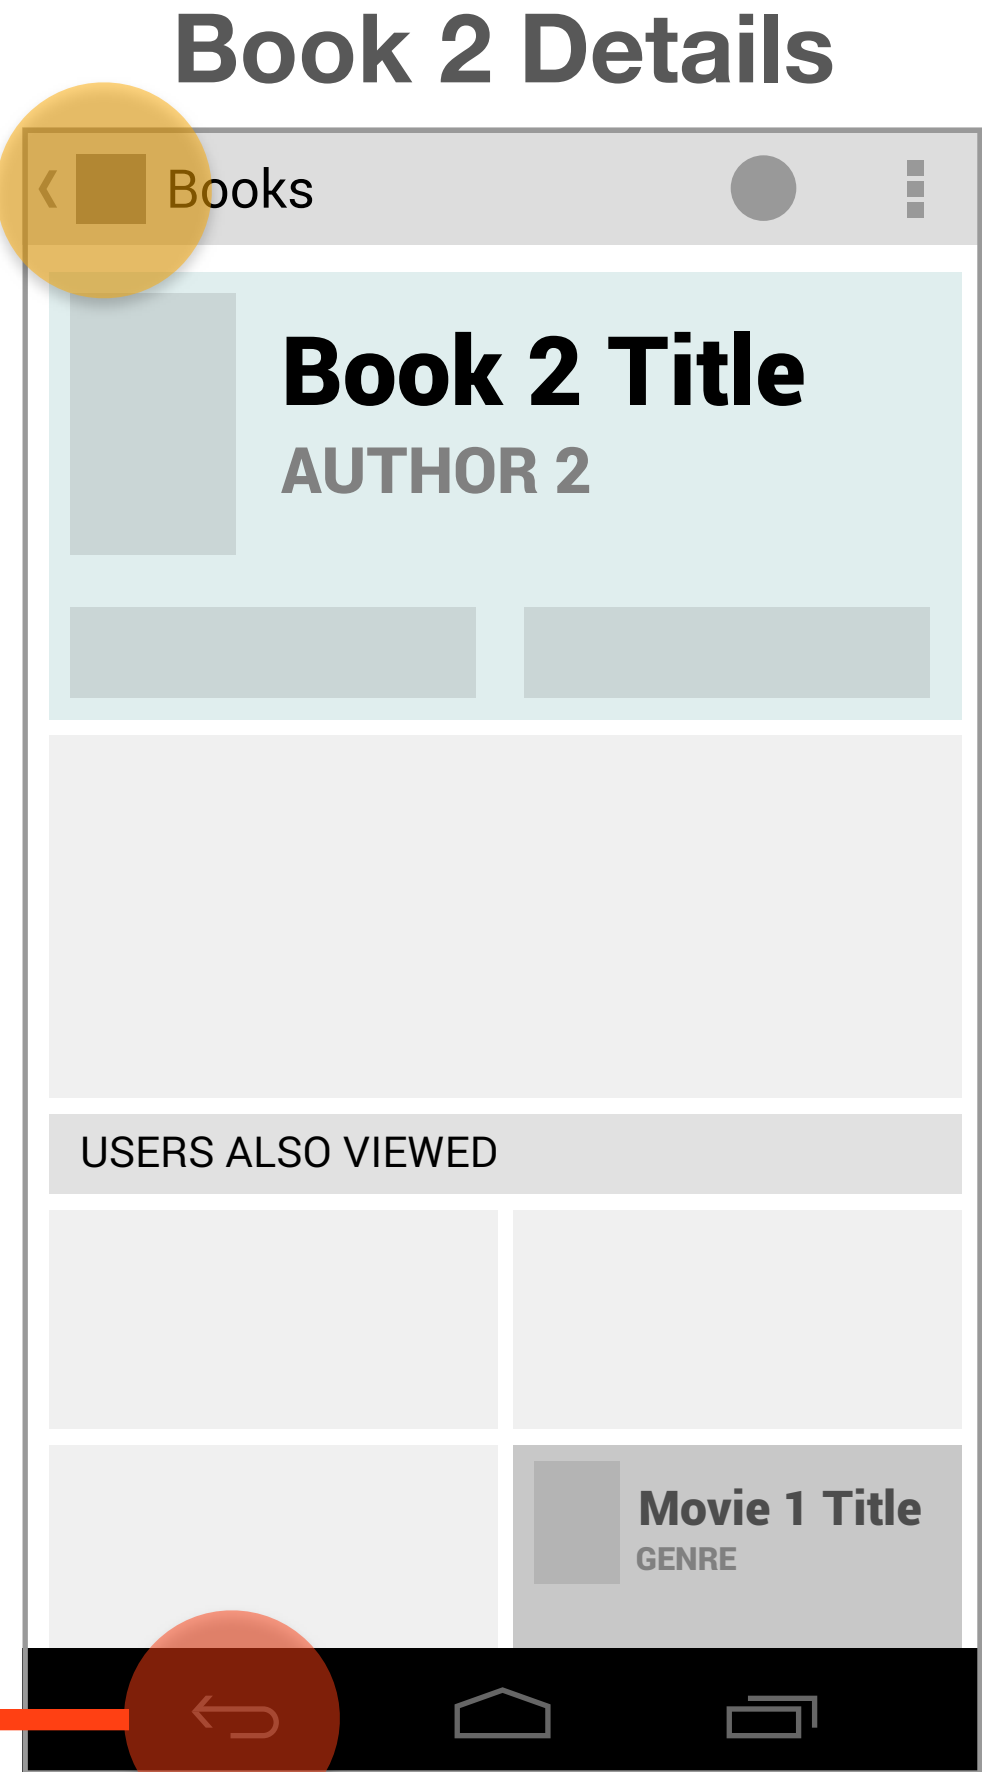 Book 2 Details
Books
Book 2 Title
AUTHOR 2
USERS ALSO VIEWED
Movie 1 Title
GENRE